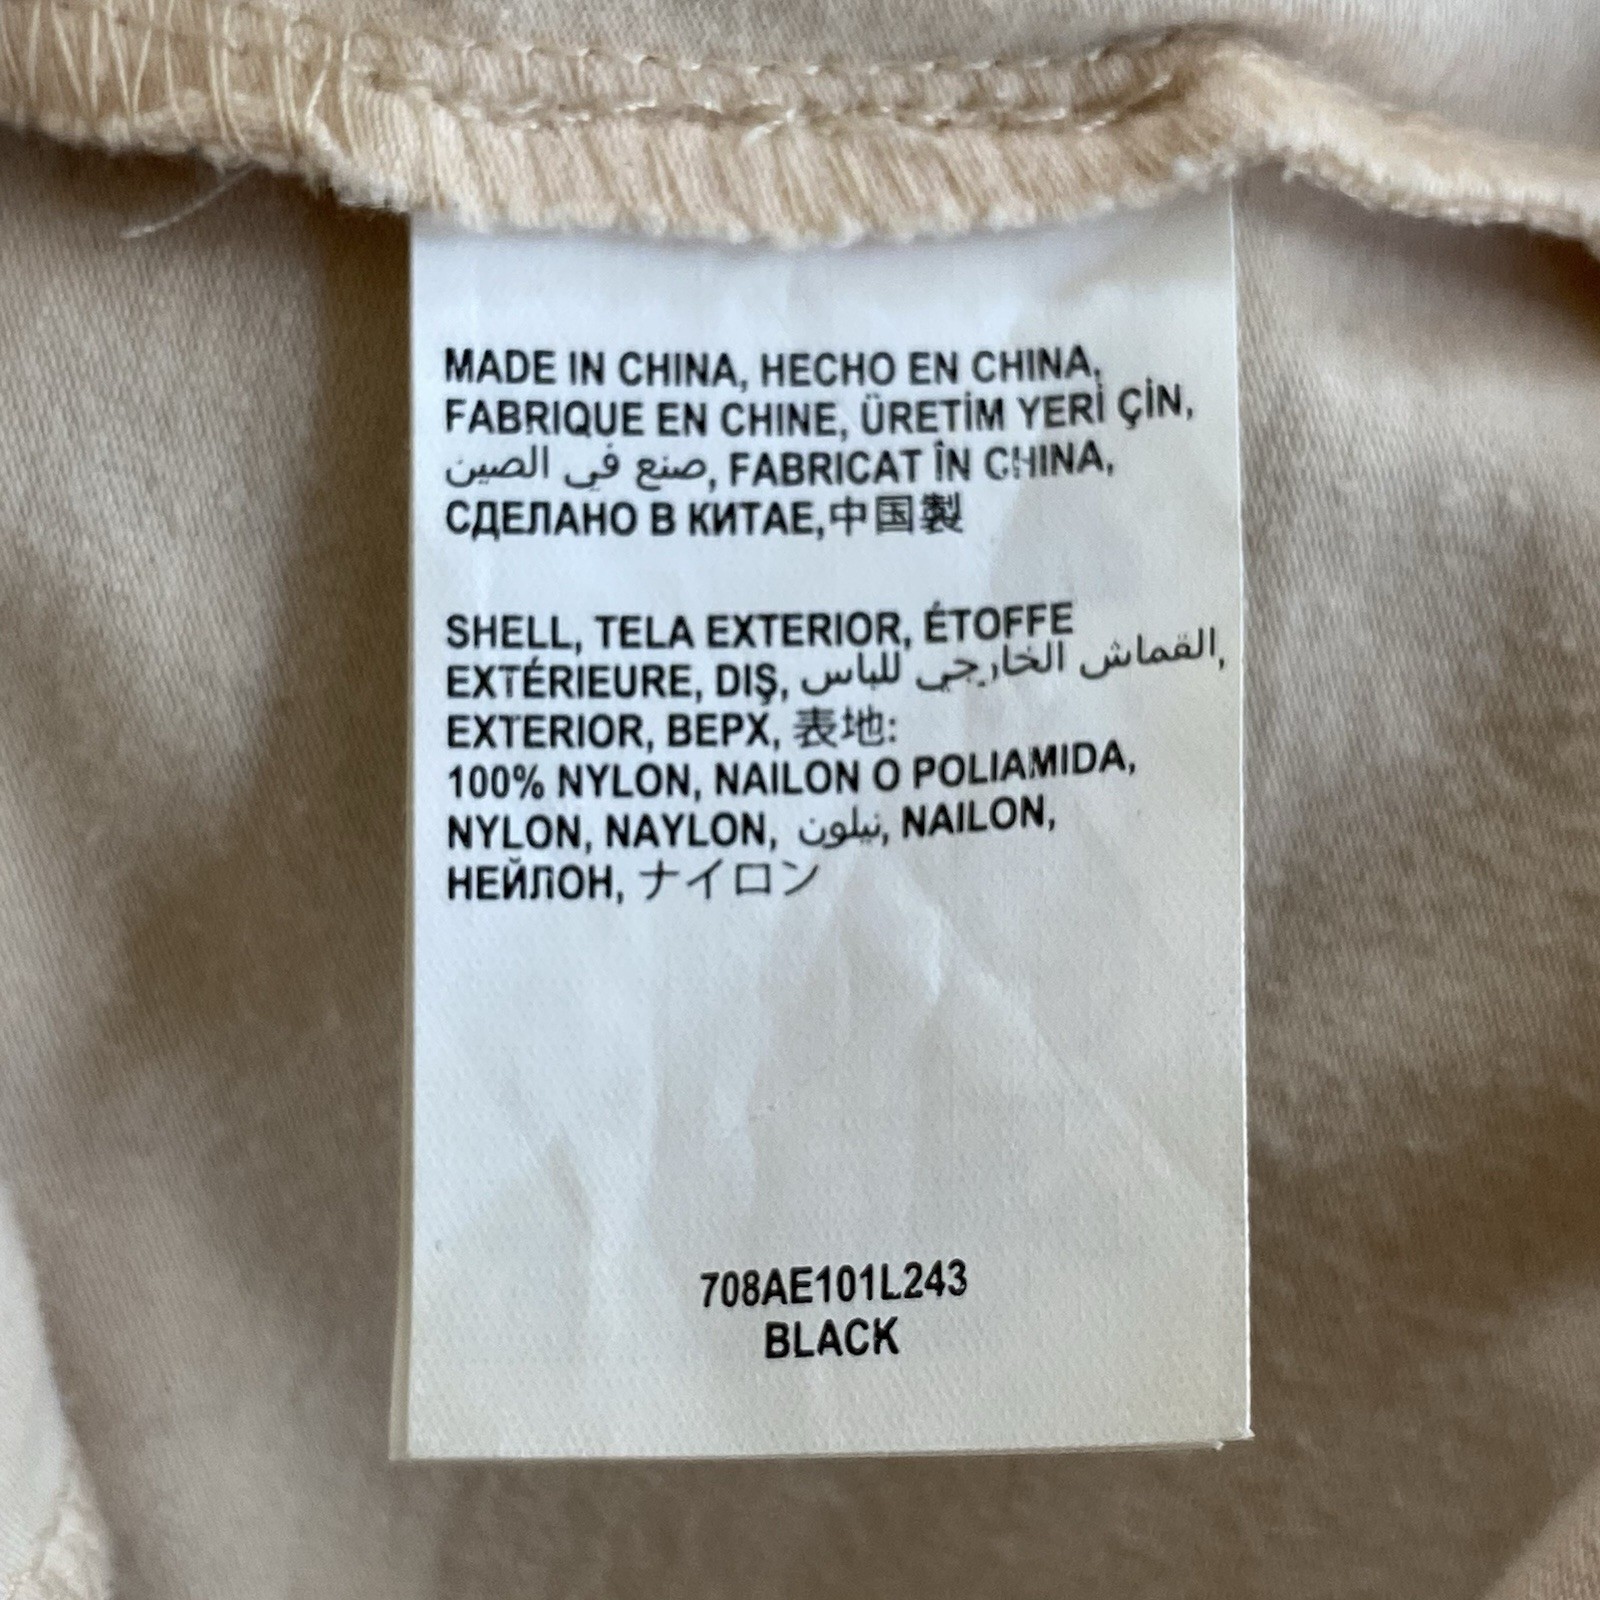 MADE IN CHINA, HECHO EN CHINA,
FABRIQUE EN CHINE, ÜRETİM YERİ ÇİN,
صنع في الصين, FABRICAT ÎN CHINA,
СДЕЛАНО В КИТАЕ,中国製
SHELL, TELA EXTERIOR, ÉTOFFE
EXTÉRIEURE, DIŞ, القماش الخارجي للباس,
EXTERIOR, ВЕРХ, 表地:
100% NYLON, NAILON O POLIAMIDA,
NYLON, NAYLON, نيلون, NAILON,
НЕЙЛОН, ナイロン
708AE101L243
BLACK